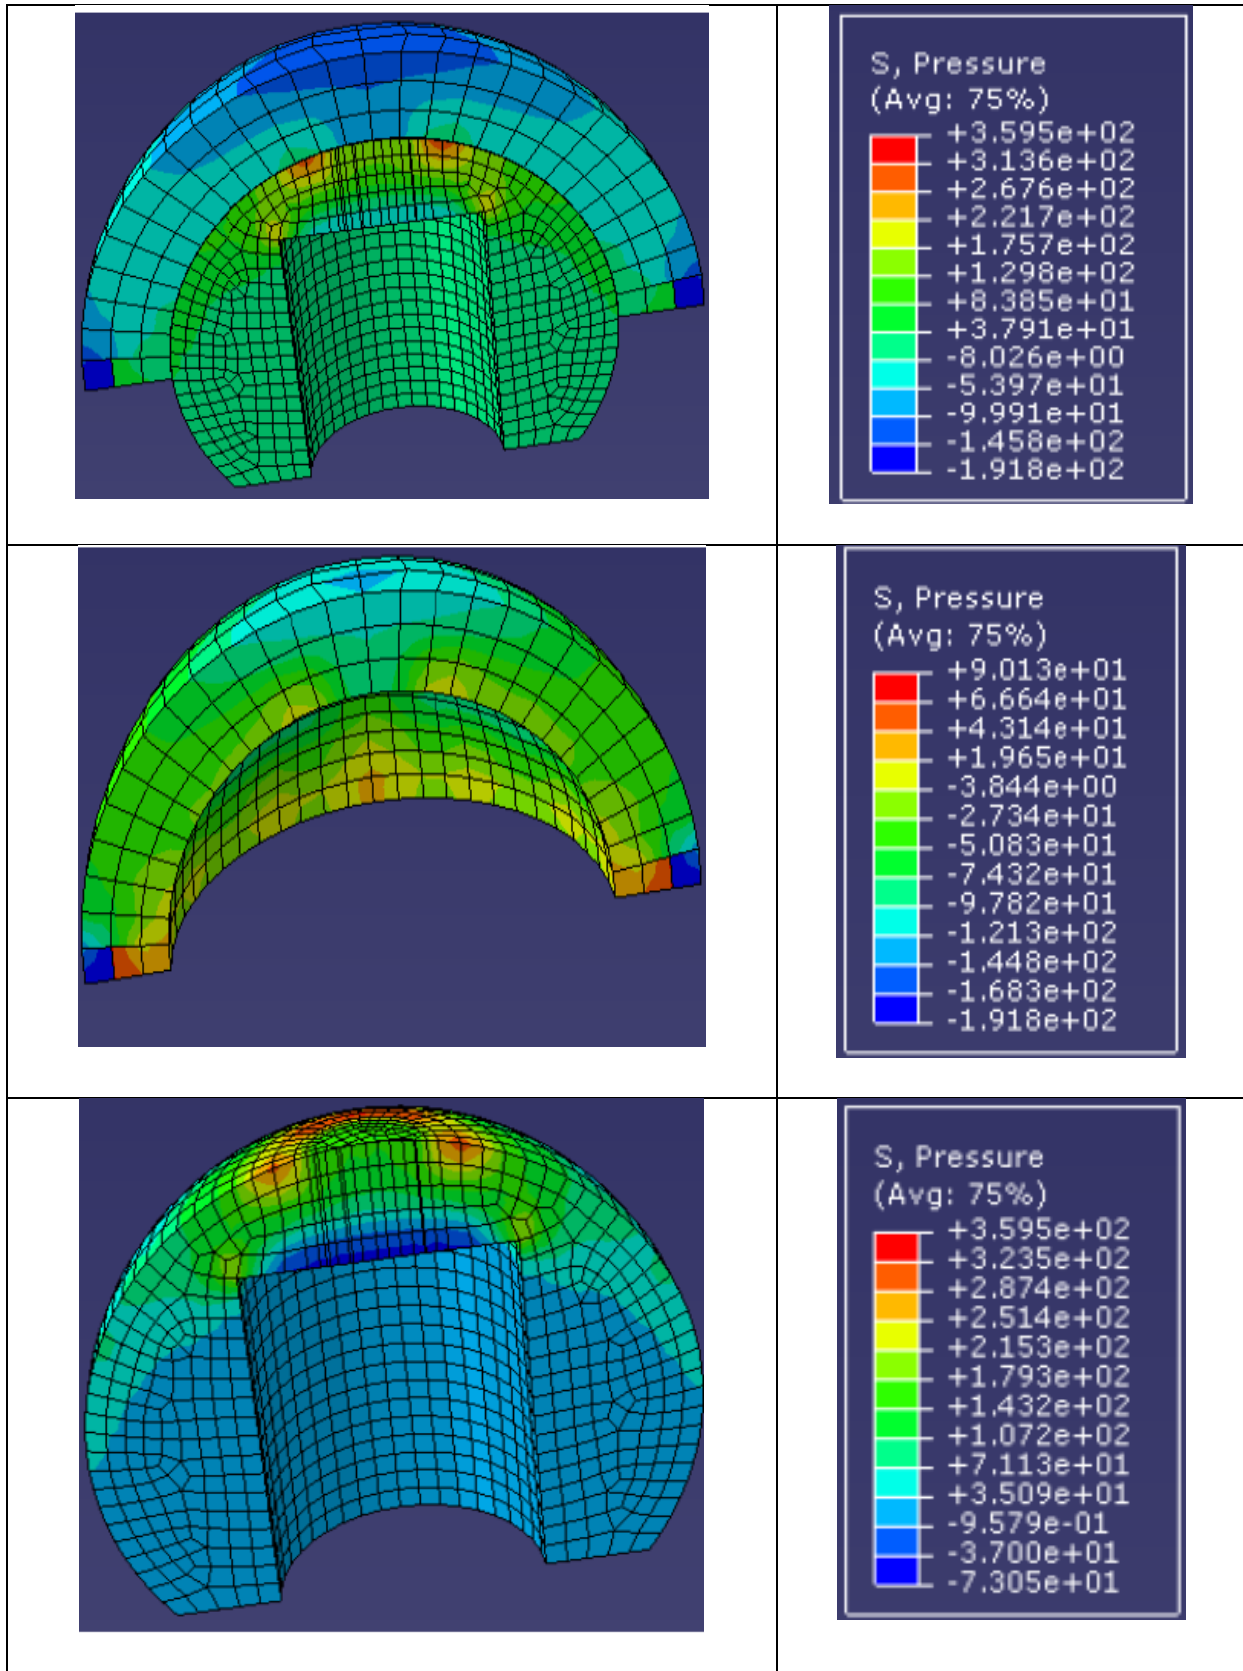 S, Pressure
(Avg: 75%)
+3.595e+02
+3.136e+02
+2.676e+02
+2.217e+02
+1.757e+02
+1.298e+02
+8.385e+01
+3.791e+01
-8.026e+00
-5.397e+01
-9.991e+01
-1.458e+02
-1.918e+02
S, Pressure
(Avg: 75%)
+9.013e+01
+6.664e+01
+4.314e+01
+1.965e+01
-3.844e+00
-2.734e+01
-5.083e+01
-7.432e+01
-9.782e+01
-1.213e+02
-1.448e+02
-1.683e+02
-1.918e+02
S, Pressure
(Avg: 75%)
+3.595e+02
+3.235e+02
+2.874e+02
+2.514e+02
+2.153e+02
+1.793e+02
+1.432e+02
+1.072e+02
+7.113e+01
+3.509e+01
-9.579e-01
-3.700e+01
-7.305e+01